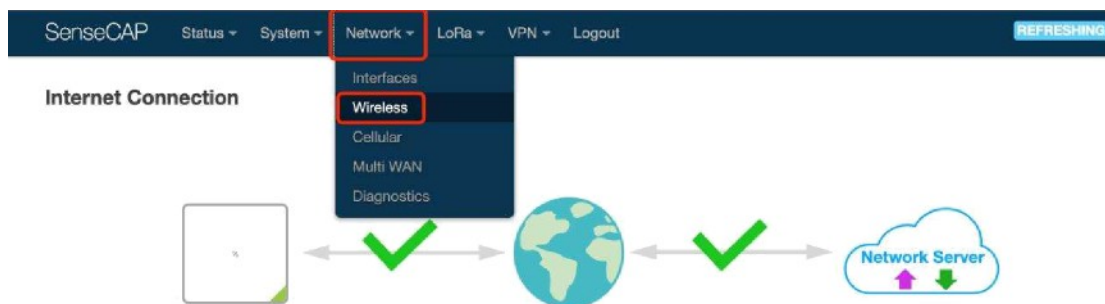 SenseCAP Status System Network LoRa VPN Logout REFRESHING
Interfaces
Internet Connection
Wireless
Cellular
Multi WAN
Diagnostics
Network Server